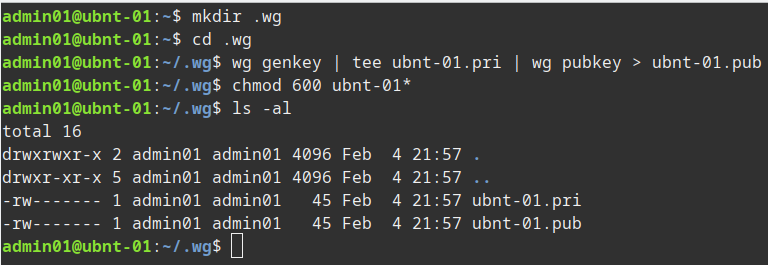 admin01@ubnt-01:~$ mkdir .wg
admin01@ubnt-01:~$ cd .wg
admin01@ubnt-01:~/.wg$ wg genkey | tee ubnt-01.pri | wg pubkey > ubnt-01.pub
admin01@ubnt-01:~/.wg$ chmod 600 ubnt-01*
admin01@ubnt-01:~/.wg$ ls -al
total 16
drwxrwxr-x 2 admin01 admin01 4096 Feb  4 21:57 .
drwxr-xr-x 5 admin01 admin01 4096 Feb  4 21:57 ..
-rw------- 1 admin01 admin01   45 Feb  4 21:57 ubnt-01.pri
-rw------- 1 admin01 admin01   45 Feb  4 21:57 ubnt-01.pub
admin01@ubnt-01:~/.wg$